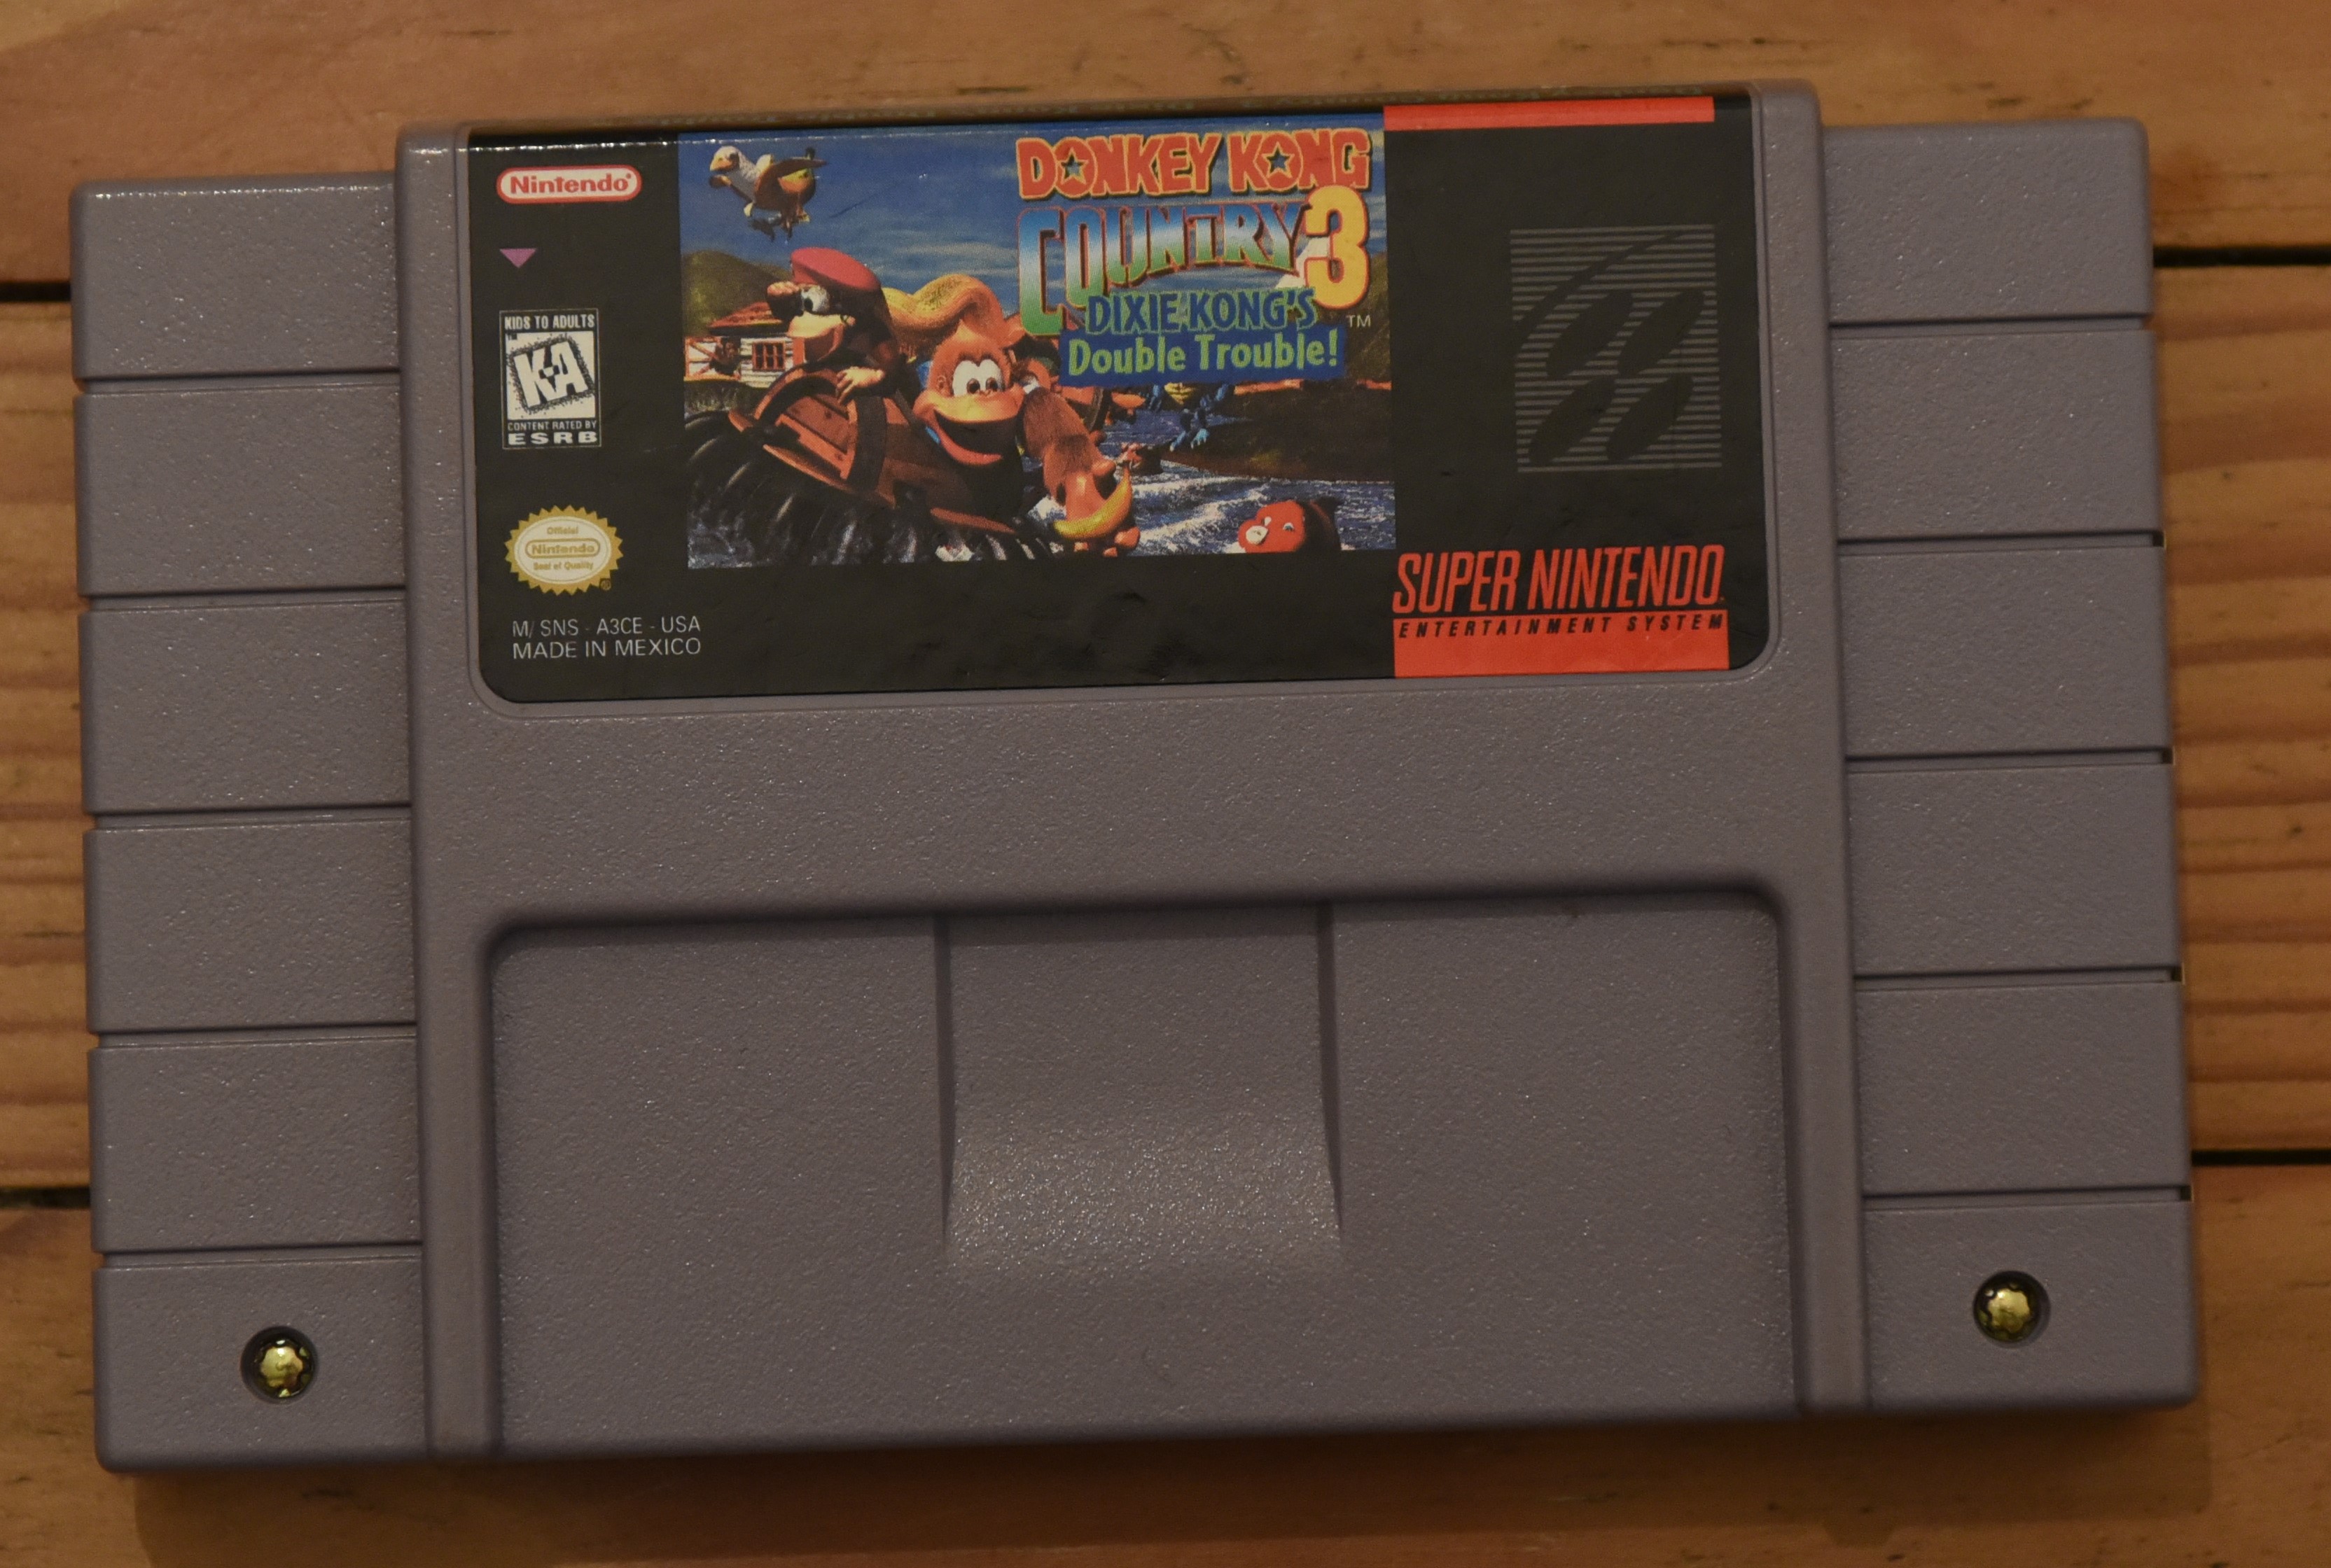 Nintendo®
KIDS TO ADULTS
K-A
CONTENT RATED BY
ESRB
Official
Nintendo
Seal of Quality
M/ SNS - A3CE - USA
MADE IN MEXICO
DONKEY KONG
COUNTRY 3
DIXIE KONG'S
Double Trouble!
TM
SUPER NINTENDO
ENTERTAINMENT SYSTEM